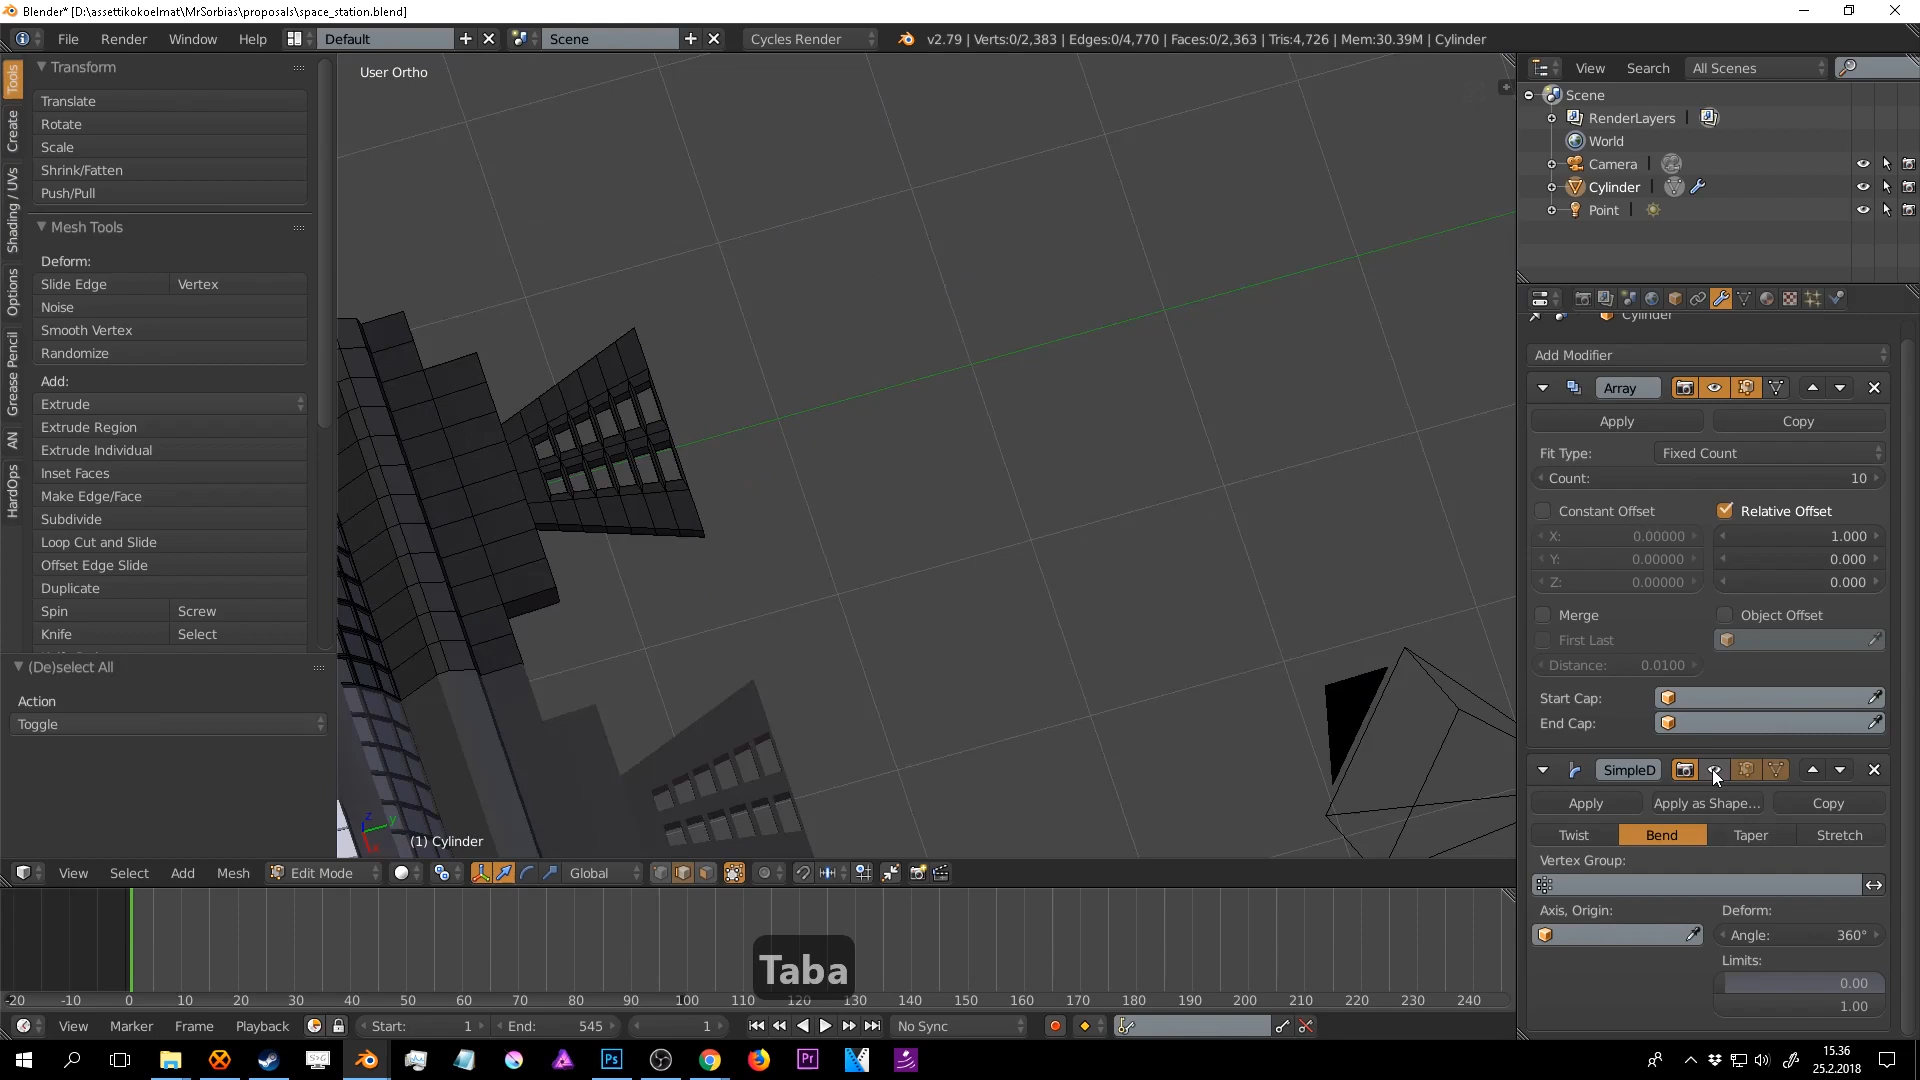 Blender* [D:\assettikokoelmat\MrSorbias\proposals\space_station.blend]
File Render Window Help Default Scene Cycles Render v2.79 | Verts:0/2,383 | Edges:0/4,770 | Faces:0/2,363 | Tris:4,726 | Mem:30.39M | Cylinder
Tools
Create
Shading / UVs
Options
Grease Pencil
AN
HardOps
Transform
Translate
Rotate
Scale
Shrink/Fatten
Push/Pull
Mesh Tools
Deform:
Slide Edge Vertex
Noise
Smooth Vertex
Randomize
Add:
Extrude
Extrude Region
Extrude Individual
Inset Faces
Make Edge/Face
Subdivide
Loop Cut and Slide
Offset Edge Slide
Duplicate
Spin Screw
Knife Select
(De)select All
Action
Toggle
User Ortho
z
y
(1) Cylinder
View Select Add Mesh Edit Mode Global
View Search All Scenes
Scene
RenderLayers
World
Camera
Cylinder
Point
Cylinder
Add Modifier
Array
Apply Copy
Fit Type: Fixed Count
Count: 10
Constant Offset Relative Offset
X: 0.00000 1.000
Y: 0.00000 0.000
Z: 0.00000 0.000
Merge Object Offset
First Last
Distance: 0.0100
Start Cap:
End Cap:
SimpleD
Apply Apply as Shape... Copy
Twist Bend Taper Stretch
Vertex Group:
Axis, Origin: Deform:
Angle: 360°
Limits:
0.00
1.00
Taba
-20 -10 0 10 20 30 40 50 60 70 80 90 100 110 120 130 140 150 160 170 180 190 200 210 220 230 240
View Marker Frame Playback Start: 1 End: 545 1 No Sync
Ps
Pr
15.36
25.2.2018